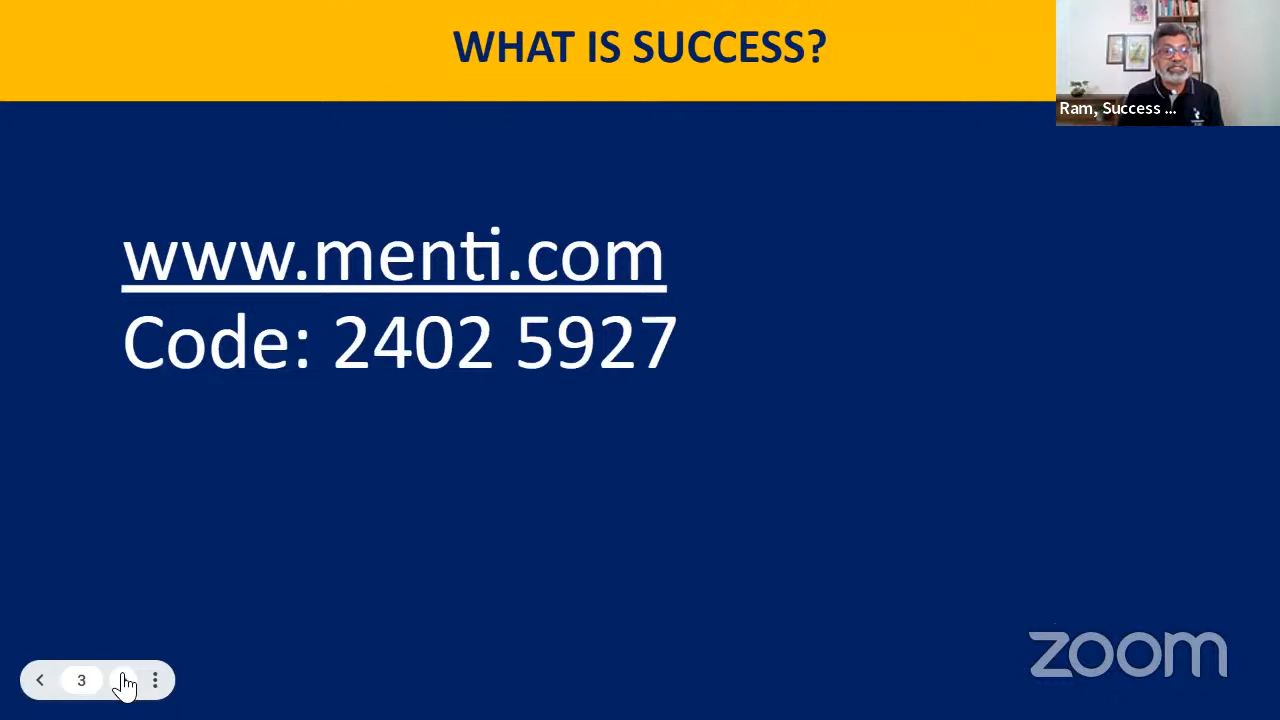 WHAT IS SUCCESS?
Ram, Success ...
www.menti.com
Code: 2402 5927
3
zoom